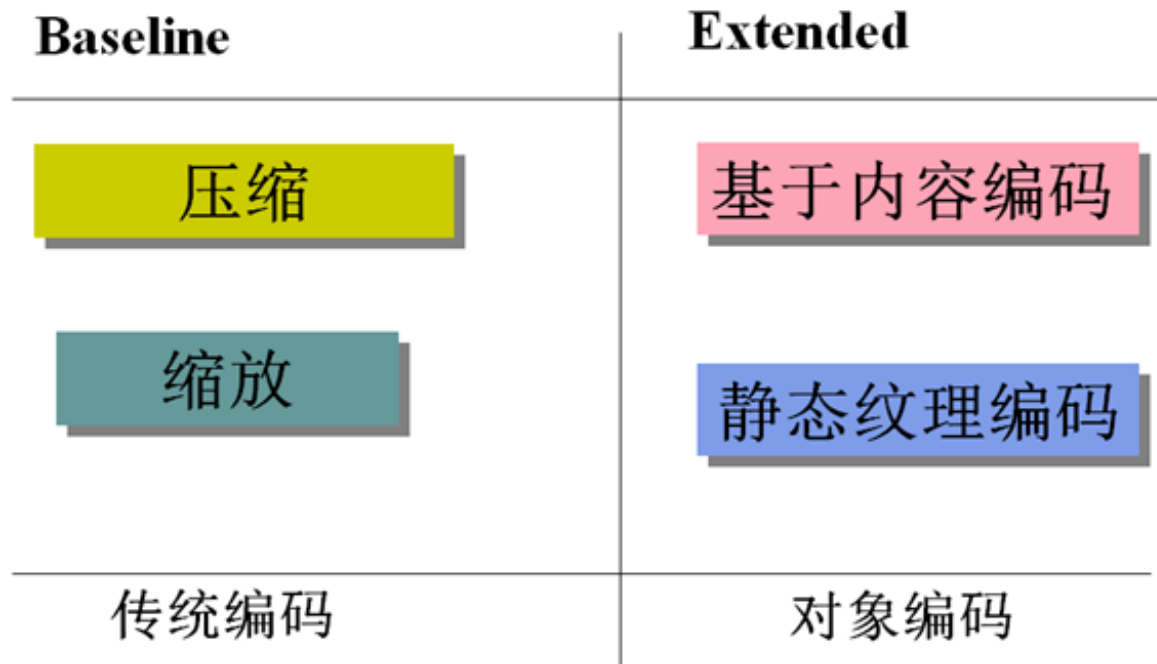 Baseline
Extended
压缩
基于内容编码
缩放
静态纹理编码
传统编码
对象编码